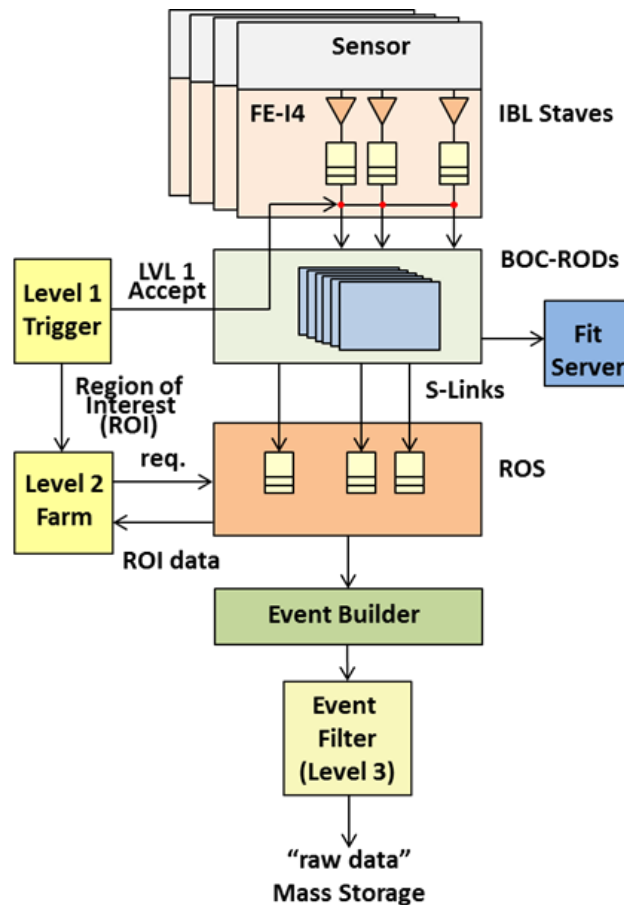 Sensor
FE-I4
IBL Staves
BOC-RODs
LVL 1
Accept
Level 1
Trigger
Fit
Server
Region of
Interest
(ROI)
S-Links
req.
ROS
Level 2
Farm
ROI data
Event Builder
Event
Filter
(Level 3)
“raw data”
Mass Storage